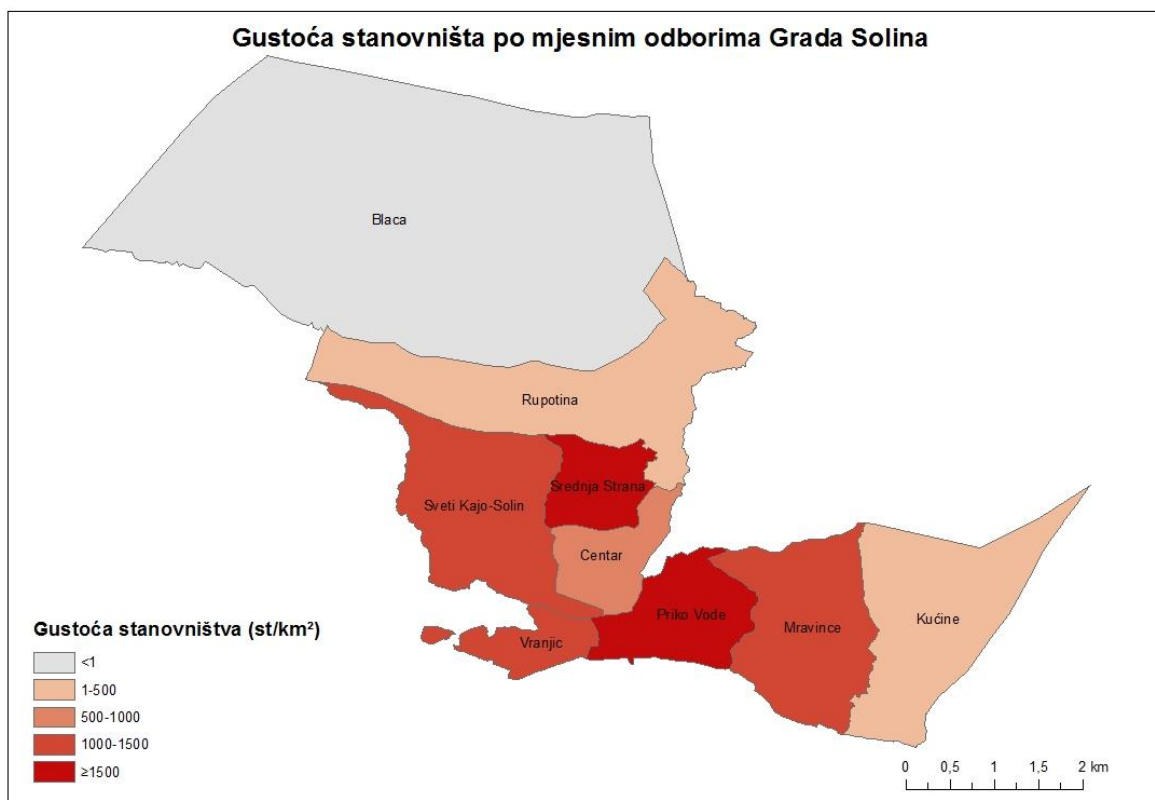 Gustoća stanovništa po mjesnim odborima Grada Solina
Blaca
Rupotina
Srednja Strana
Sveti Kajo-Solin
Centar
Priko Vode
Kućine
Mravince
Vranjic
Gustoća stanovništva (st/km²)
<1
1-500
500-1000
1000-1500
≥1500
0 0,5 1 1,5 2 km